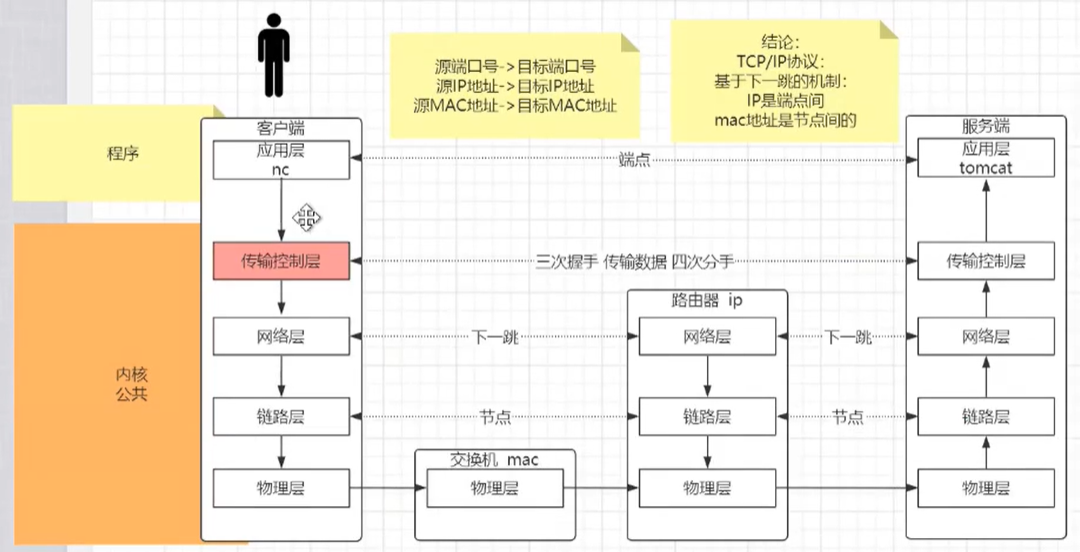 源端口号->目标端口号
源IP地址->目标IP地址
源MAC地址->目标MAC地址
结论：
TCP/IP协议：
基于下一跳的机制：
IP是端点间
mac地址是节点间的
程序
客户端
应用层
nc
端点
服务端
应用层
tomcat
传输控制层
三次握手 传输数据 四次分手
传输控制层
路由器 ip
网络层
下一跳
网络层
下一跳
网络层
内核
公共
链路层
节点
链路层
节点
链路层
交换机 mac
物理层
物理层
物理层
物理层